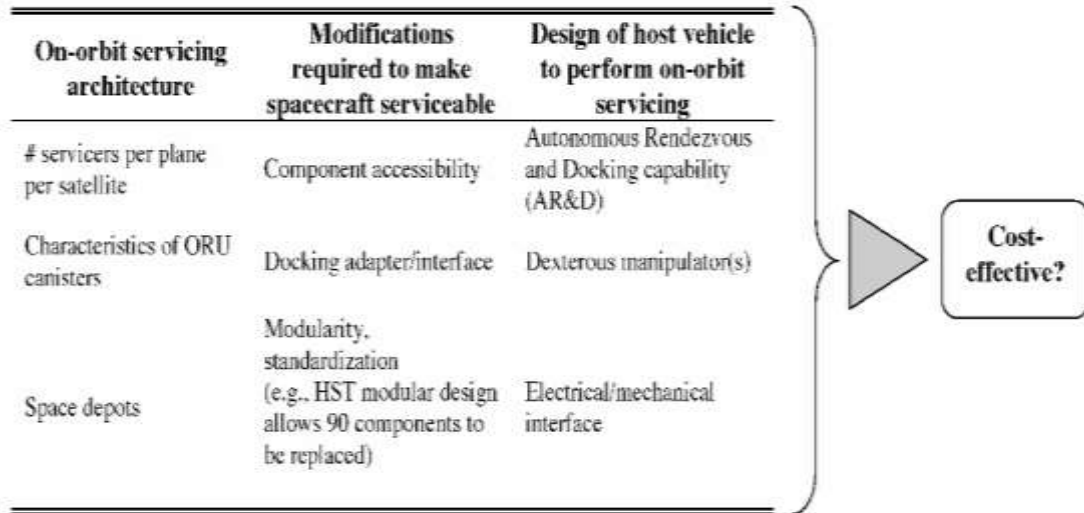 On-orbit servicing
architecture
Modifications
required to make
spacecraft serviceable
Design of host vehicle
to perform on-orbit
servicing
# servicers per plane
per satellite
Component accessibility
Autonomous Rendezvous
and Docking capability
(AR&D)
Characteristics of ORU
canisters
Docking adapter/interface
Dexterous manipulator(s)
Space depots
Modularity,
standardization
(e.g., HST modular design
allows 90 components to
be replaced)
Electrical/mechanical
interface
Cost-
effective?